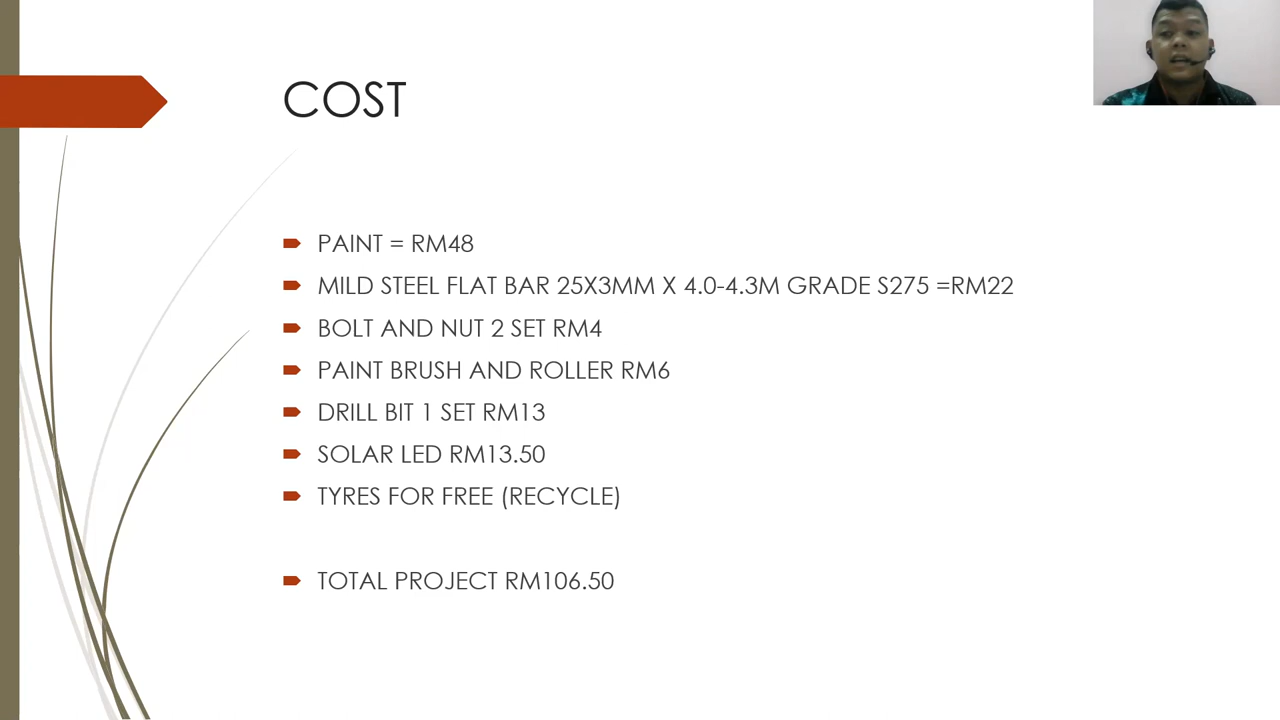 COST
PAINT = RM48
MILD STEEL FLAT BAR 25X3MM X 4.0-4.3M GRADE S275 =RM22
BOLT AND NUT 2 SET RM4
PAINT BRUSH AND ROLLER RM6
DRILL BIT 1 SET RM13
SOLAR LED RM13.50
TYRES FOR FREE (RECYCLE)
TOTAL PROJECT RM106.50